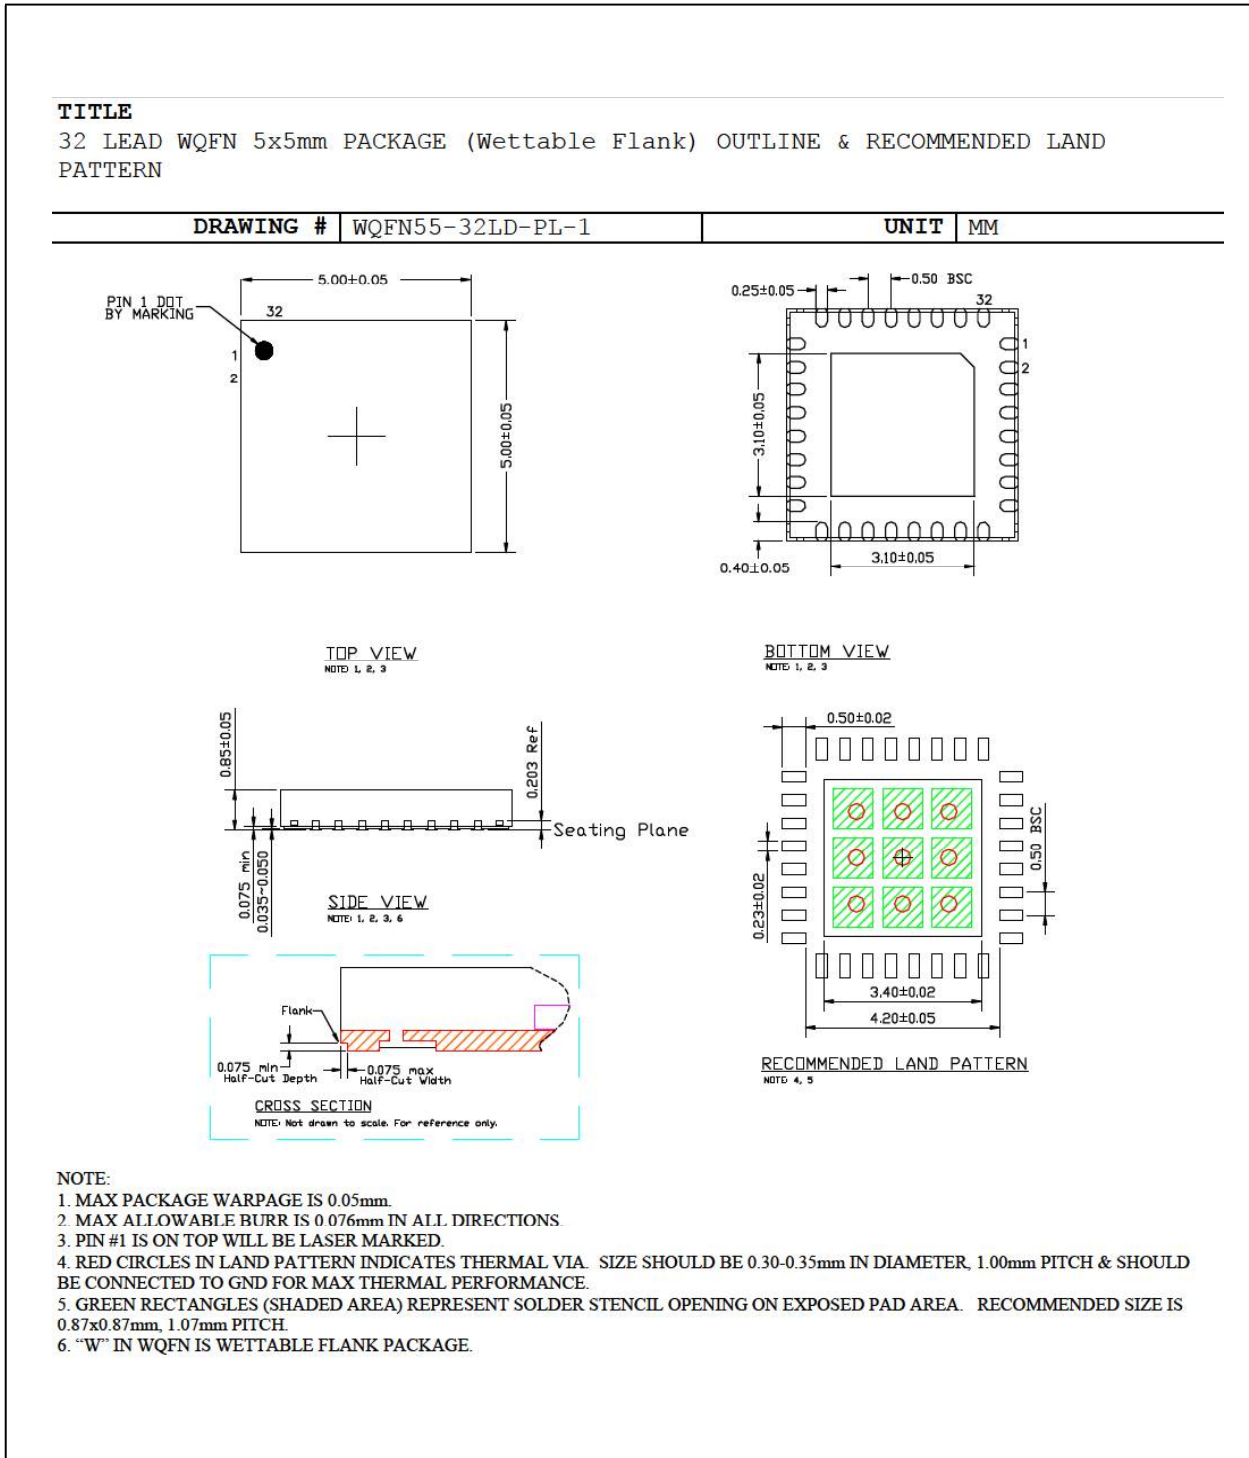 TITLE
32 LEAD WQFN 5x5mm PACKAGE (Wettable Flank) OUTLINE & RECOMMENDED LAND
PATTERN
DRAWING # WQFN55-32LD-PL-1 UNIT MM
5.00±0.05
PIN 1 DOT
BY MARKING
32
1
2
5.00±0.05
TOP VIEW
NOTE: 1, 2, 3
0.50 BSC
0.25±0.05
32
1
2
3.10±0.05
3.10±0.05
0.40±0.05
BOTTOM VIEW
NOTE: 1, 2, 3
0.85±0.05
0.203 Ref
Seating Plane
0.075 min
0.035~0.050
SIDE VIEW
NOTE: 1, 2, 3, 6
Flank
0.075 min
Half-Cut Depth
0.075 max
Half-Cut Width
CROSS SECTION
NOTE: Not drawn to scale. For reference only.
0.50±0.02
0.50 BSC
0.23±0.02
3.40±0.02
4.20±0.05
RECOMMENDED LAND PATTERN
NOTE: 4, 5
NOTE:
1. MAX PACKAGE WARPAGE IS 0.05mm.
2. MAX ALLOWABLE BURR IS 0.076mm IN ALL DIRECTIONS.
3. PIN #1 IS ON TOP WILL BE LASER MARKED.
4. RED CIRCLES IN LAND PATTERN INDICATES THERMAL VIA. SIZE SHOULD BE 0.30-0.35mm IN DIAMETER, 1.00mm PITCH & SHOULD
BE CONNECTED TO GND FOR MAX THERMAL PERFORMANCE.
5. GREEN RECTANGLES (SHADED AREA) REPRESENT SOLDER STENCIL OPENING ON EXPOSED PAD AREA. RECOMMENDED SIZE IS
0.87x0.87mm, 1.07mm PITCH.
6. “W” IN WQFN IS WETTABLE FLANK PACKAGE.